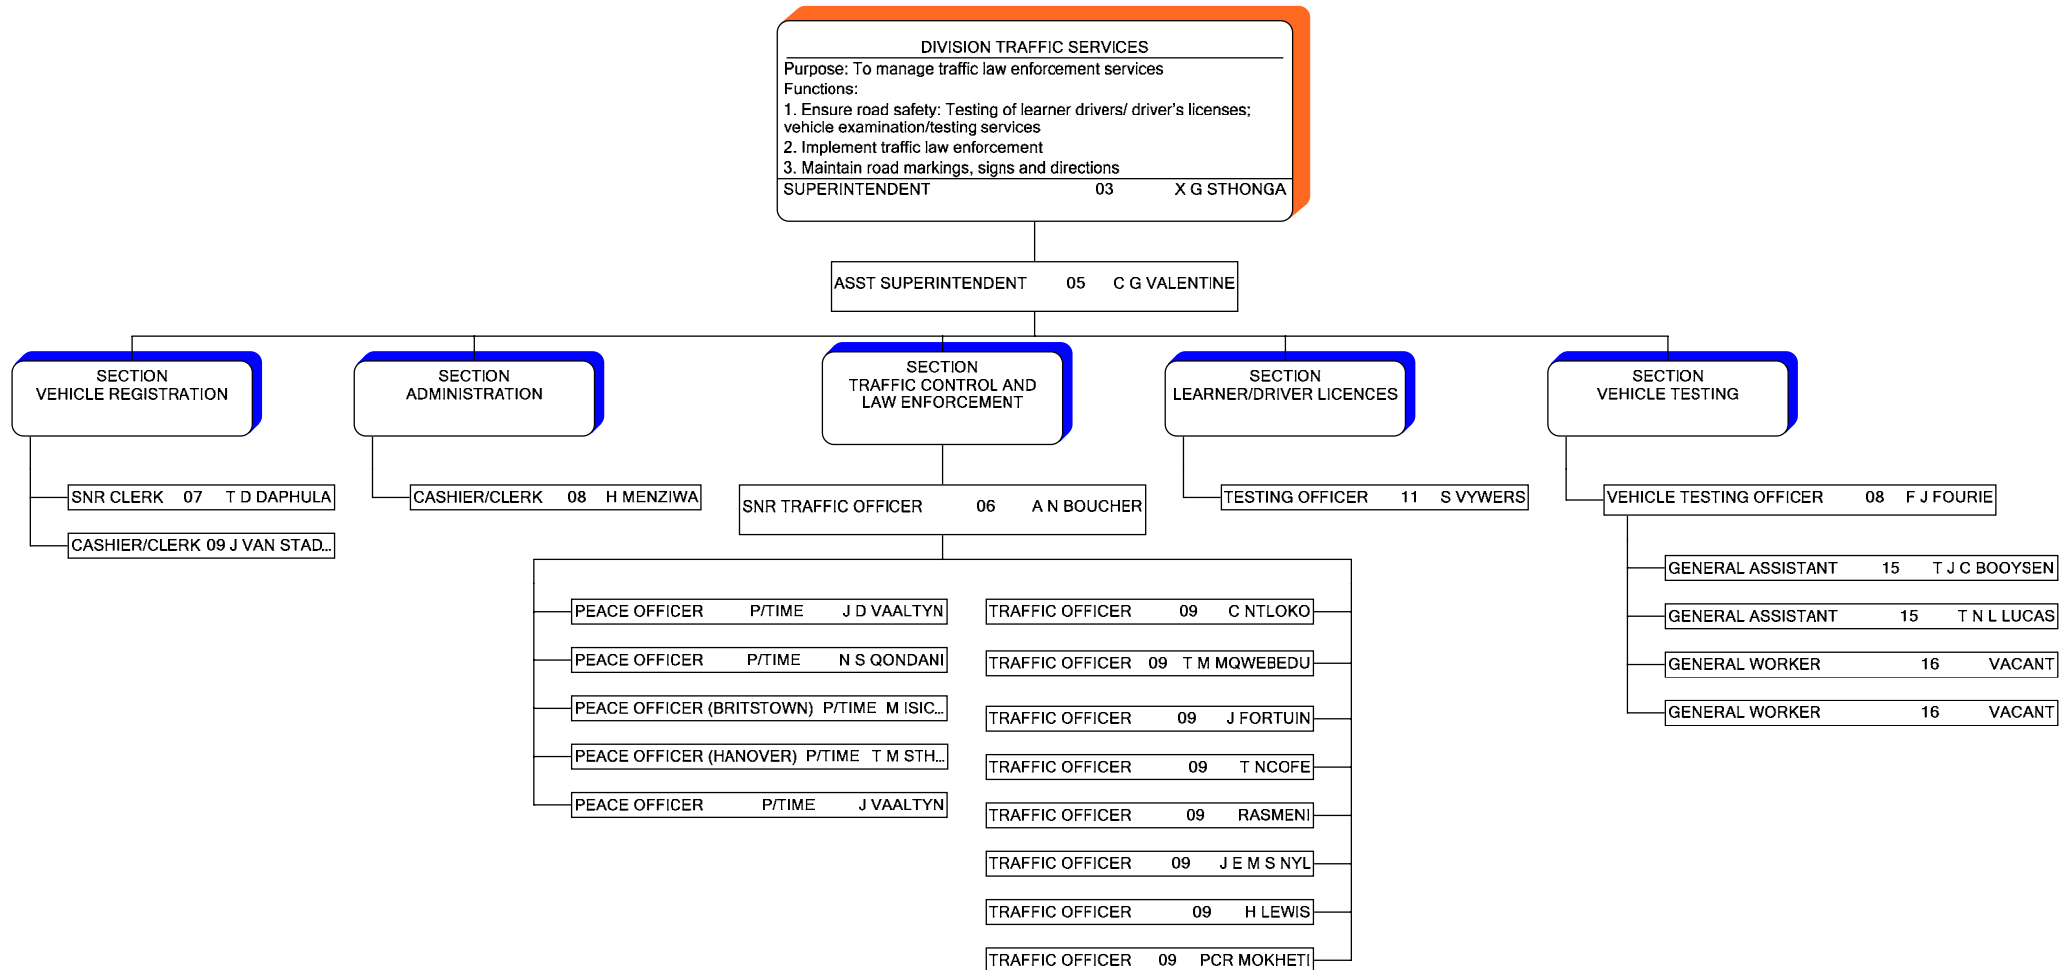 DIVISION TRAFFIC SERVICES
Purpose: To manage traffic law enforcement services
Functions:
1. Ensure road safety: Testing of learner drivers/ driver's licenses;
vehicle examination/testing services
2. Implement traffic law enforcement
3. Maintain road markings, signs and directions
SUPERINTENDENT 03 X G STHONGA
ASST SUPERINTENDENT 05 C G VALENTINE
SECTION
VEHICLE REGISTRATION
SNR CLERK 07 T D DAPHULA
CASHIER/CLERK 09 J VAN STAD...
SECTION
ADMINISTRATION
CASHIER/CLERK 08 H MENZIWA
SECTION
TRAFFIC CONTROL AND
LAW ENFORCEMENT
SNR TRAFFIC OFFICER 06 A N BOUCHER
PEACE OFFICER P/TIME J D VAALTYN
PEACE OFFICER P/TIME N S QONDANI
PEACE OFFICER (BRITSTOWN) P/TIME M ISIC...
PEACE OFFICER (HANOVER) P/TIME T M STH...
PEACE OFFICER P/TIME J VAALTYN
TRAFFIC OFFICER 09 C NTLOKO
TRAFFIC OFFICER 09 T M MQWEBEDU
TRAFFIC OFFICER 09 J FORTUIN
TRAFFIC OFFICER 09 T NCOFE
TRAFFIC OFFICER 09 RASMENI
TRAFFIC OFFICER 09 J E M S NYL
TRAFFIC OFFICER 09 H LEWIS
TRAFFIC OFFICER 09 PCR MOKHETI
SECTION
LEARNER/DRIVER LICENCES
TESTING OFFICER 11 S VYWERS
SECTION
VEHICLE TESTING
VEHICLE TESTING OFFICER 08 F J FOURIE
GENERAL ASSISTANT 15 T J C BOOYSEN
GENERAL ASSISTANT 15 T N L LUCAS
GENERAL WORKER 16 VACANT
GENERAL WORKER 16 VACANT